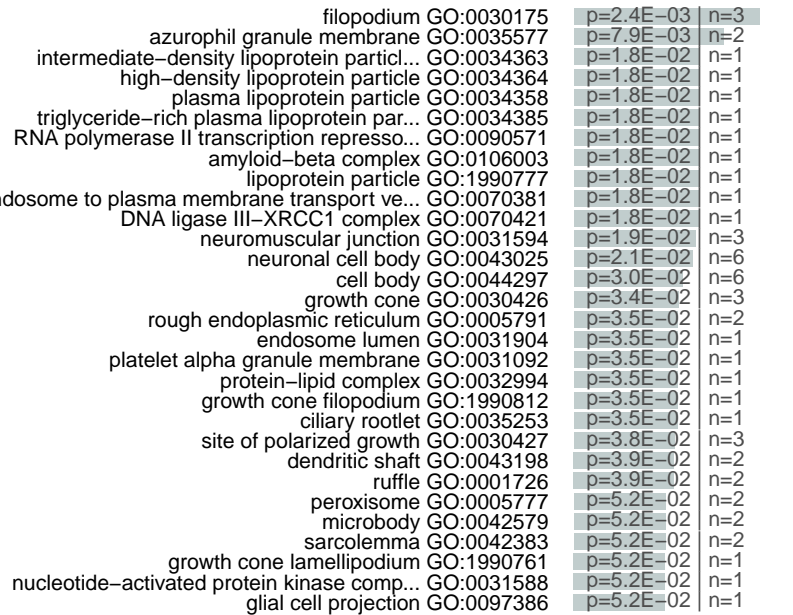 filopodium GO:0030175 p=2.4E−03 n=3
azurophil granule membrane GO:0035577 p=7.9E−03 n=2
intermediate−density lipoprotein particl... GO:0034363 p=1.8E−02 n=1
high−density lipoprotein particle GO:0034364 p=1.8E−02 n=1
plasma lipoprotein particle GO:0034358 p=1.8E−02 n=1
triglyceride−rich plasma lipoprotein par... GO:0034385 p=1.8E−02 n=1
RNA polymerase II transcription represso... GO:0090571 p=1.8E−02 n=1
amyloid−beta complex GO:0106003 p=1.8E−02 n=1
lipoprotein particle GO:1990777 p=1.8E−02 n=1
ndosome to plasma membrane transport ve... GO:0070381 p=1.8E−02 n=1
DNA ligase III−XRCC1 complex GO:0070421 p=1.8E−02 n=1
neuromuscular junction GO:0031594 p=1.9E−02 n=3
neuronal cell body GO:0043025 p=2.1E−02 n=6
cell body GO:0044297 p=3.0E−02 n=6
growth cone GO:0030426 p=3.4E−02 n=3
rough endoplasmic reticulum GO:0005791 p=3.5E−02 n=2
endosome lumen GO:0031904 p=3.5E−02 n=1
platelet alpha granule membrane GO:0031092 p=3.5E−02 n=1
protein−lipid complex GO:0032994 p=3.5E−02 n=1
growth cone filopodium GO:1990812 p=3.5E−02 n=1
ciliary rootlet GO:0035253 p=3.5E−02 n=1
site of polarized growth GO:0030427 p=3.8E−02 n=3
dendritic shaft GO:0043198 p=3.9E−02 n=2
ruffle GO:0001726 p=3.9E−02 n=2
peroxisome GO:0005777 p=5.2E−02 n=2
microbody GO:0042579 p=5.2E−02 n=2
sarcolemma GO:0042383 p=5.2E−02 n=2
growth cone lamellipodium GO:1990761 p=5.2E−02 n=1
nucleotide−activated protein kinase comp... GO:0031588 p=5.2E−02 n=1
glial cell projection GO:0097386 p=5.2E−02 n=1